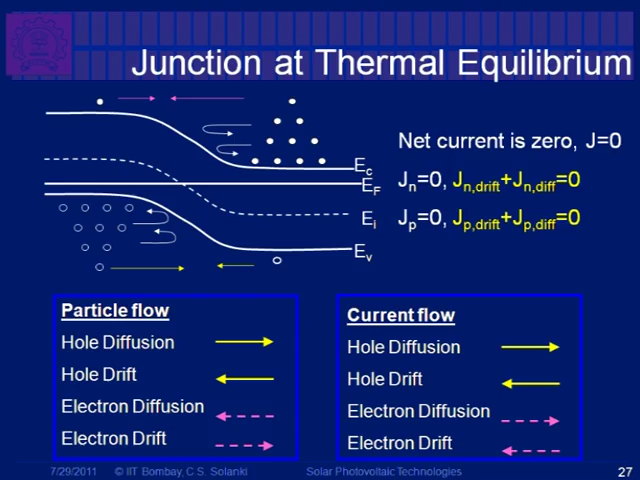 Junction at Thermal Equilibrium
Net current is zero, J=0
Jn=0, Jn,drift+Jn,diff=0
Jp=0, Jp,drift+Jp,diff=0
Ec
EF
Ei
Ev
Particle flow
Hole Diffusion
Hole Drift
Electron Diffusion
Electron Drift
Current flow
Hole Diffusion
Hole Drift
Electron Diffusion
Electron Drift
7/29/2011 © IIT Bombay, C.S. Solanki Solar Photovoltaic Technologies 27